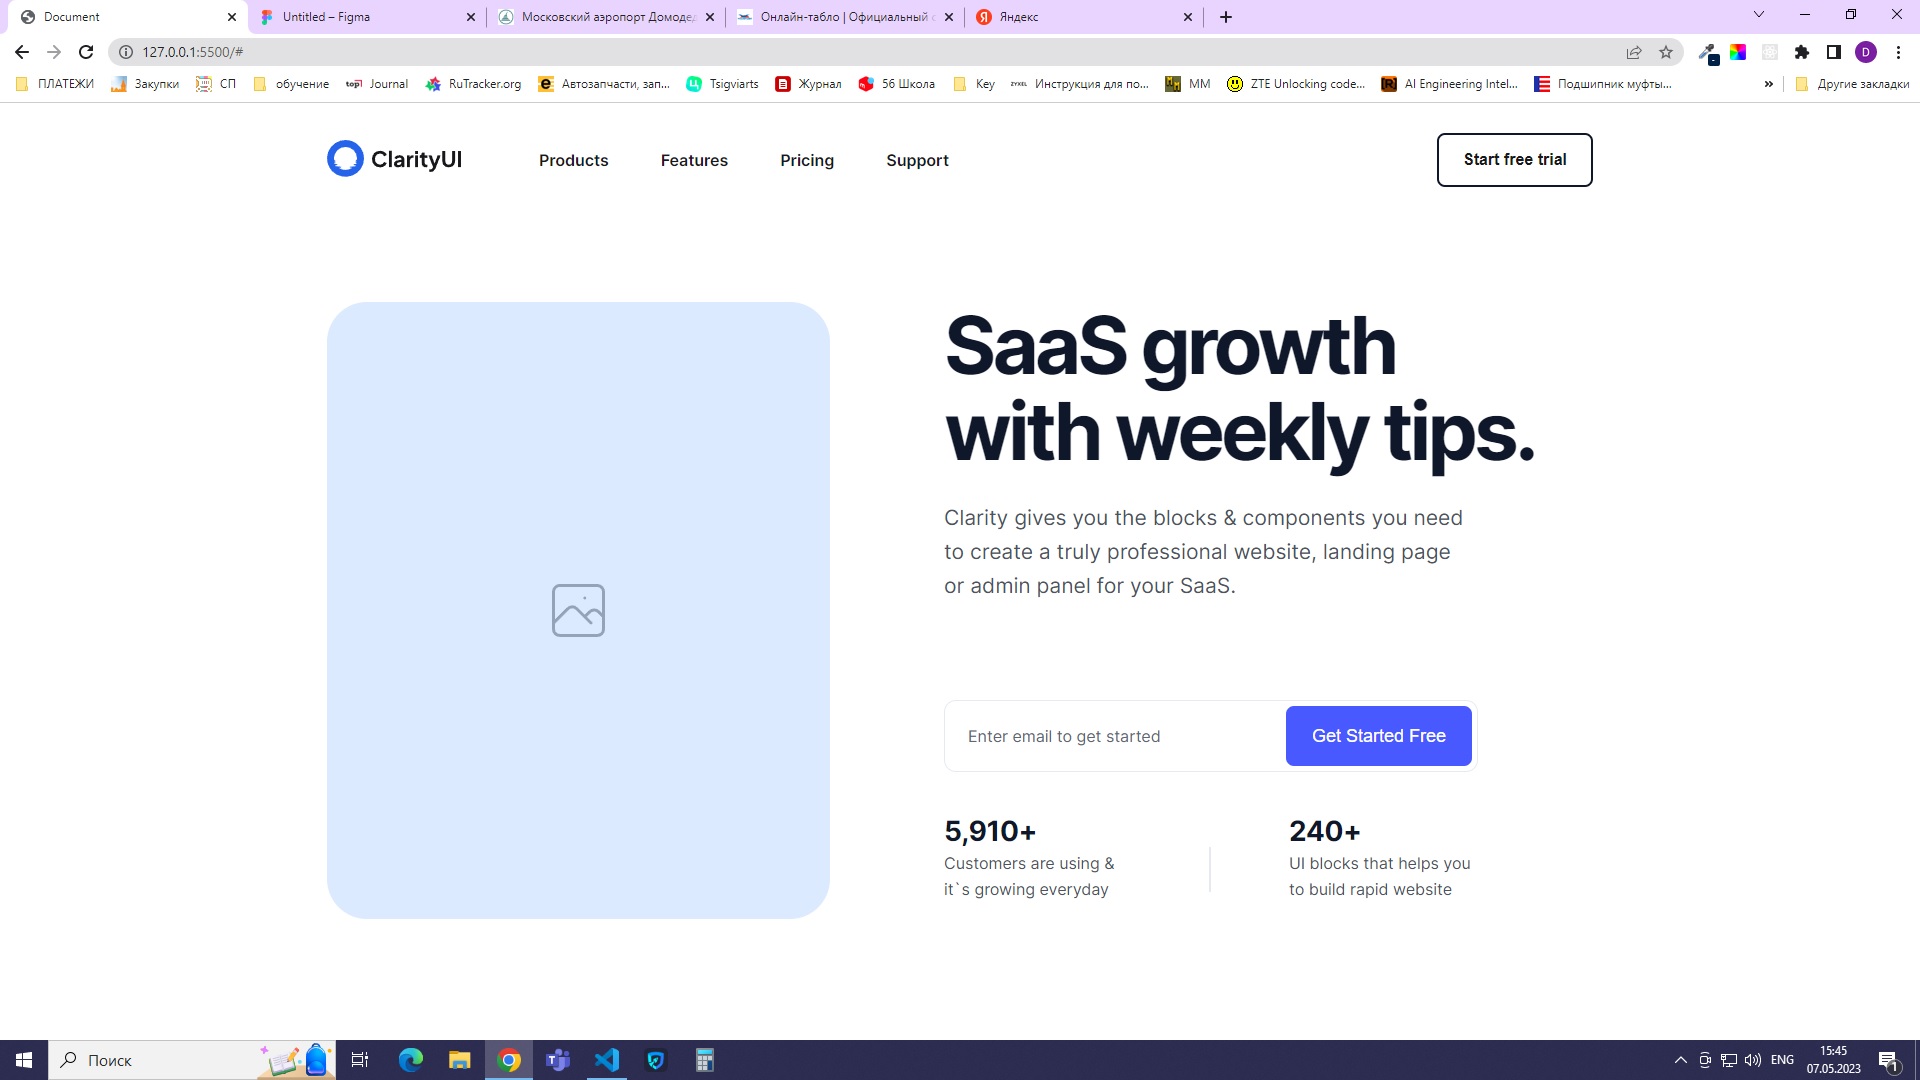 Document
Untitled – Figma
Московский аэропорт Домодед
Онлайн-табло | Официальный с
Яндекс
127.0.0.1:5500/#
D
ПЛАТЕЖИ
Закупки
СП
обучение
Journal
RuTracker.org
Автозапчасти, зап...
Tsigviarts
Журнал
56 Школа
Key
ZYXEL
Инструкция для по...
MM
ZTE Unlocking code...
AI Engineering Intel...
Подшипник муфты...
»
Другие закладки
ClarityUI
Products
Features
Pricing
Support
Start free trial
SaaS growth
with weekly tips.
Clarity gives you the blocks & components you need
to create a truly professional website, landing page
or admin panel for your SaaS.
Enter email to get started
Get Started Free
5,910+
Customers are using &
it`s growing everyday
240+
UI blocks that helps you
to build rapid website
Поиск
ENG
15:45
07.05.2023
1